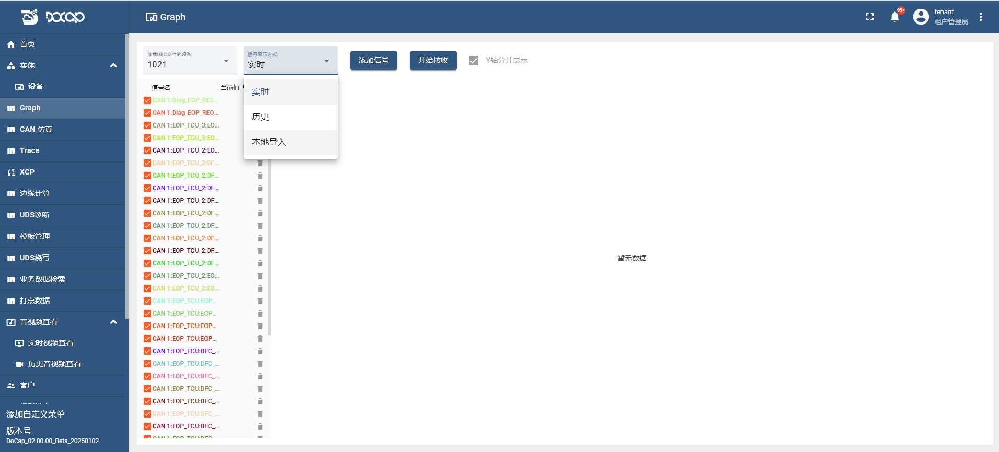 DOCAP
Graph
99+
tenant
租户管理员
首页
实体
设备
Graph
CAN 仿真
Trace
XCP
边缘计算
UDS诊断
模板管理
UDS烧写
业务数据检索
打点数据
音视频查看
实时视频查看
历史音视频查看
客户
添加自定义菜单
版本号
DoCap_02.00.00_Beta_20250102
加载DBC文件的设备:
1021
信号展示方式:
实时
添加信号
开始接收
Y轴分开展示
实时
历史
本地导入
信号名 当前值
CAN 1:Diag_EOP_RES...
CAN 1:Diag_EOP_REQ...
CAN 1:EOP_TCU_3:EO...
CAN 1:EOP_TCU_3:EO...
CAN 1:EOP_TCU_2:EO...
CAN 1:EOP_TCU_2:DF...
CAN 1:EOP_TCU_2:DF...
CAN 1:EOP_TCU_2:DF...
CAN 1:EOP_TCU_2:DF...
CAN 1:EOP_TCU_2:DF...
CAN 1:EOP_TCU_2:DF...
CAN 1:EOP_TCU_2:DF...
CAN 1:EOP_TCU_2:DF...
CAN 1:EOP_TCU_2:DF...
CAN 1:EOP_TCU_2:EO...
CAN 1:EOP_TCU_2:EO...
CAN 1:EOP_TCU:EOP...
CAN 1:EOP_TCU:EOP...
CAN 1:EOP_TCU:EOP...
CAN 1:EOP_TCU:EOP...
CAN 1:EOP_TCU:DFC_...
CAN 1:EOP_TCU:DFC_...
CAN 1:EOP_TCU:DFC_...
CAN 1:EOP_TCU:DFC_...
CAN 1:EOP_TCU:DFC_...
CAN 1:EOP_TCU:DFC_...
CAN 1:EOP_TCU:DFC_...
CAN 1:EOP_TCU:DFC_...
暂无数据